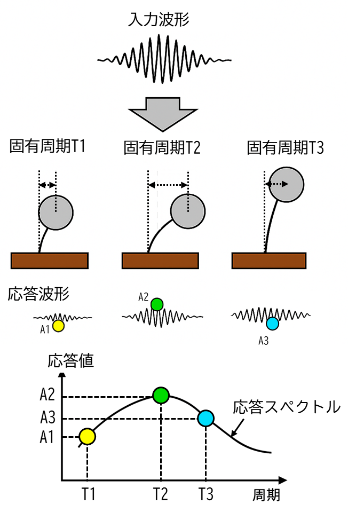 入力波形
固有周期T1
固有周期T2
固有周期T3
応答波形
A1
A2
A3
応答値
A2
A3
A1
応答スペクトル
T1
T2
T3
周期